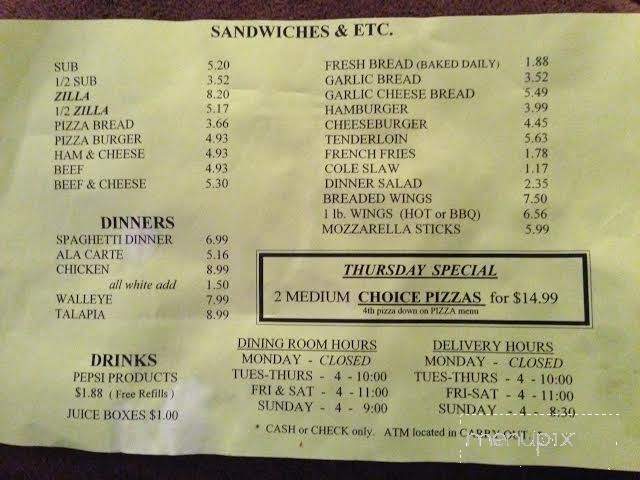 SANDWICHES & ETC.
SUB 5.20
1/2 SUB 3.52
ZILLA 8.20
1/2 ZILLA 5.17
PIZZA BREAD 3.66
PIZZA BURGER 4.93
HAM & CHEESE 4.93
BEEF 4.93
BEEF & CHEESE 5.30
FRESH BREAD (BAKED DAILY) 1.88
GARLIC BREAD 3.52
GARLIC CHEESE BREAD 5.49
HAMBURGER 3.99
CHEESEBURGER 4.45
TENDERLOIN 5.63
FRENCH FRIES 1.78
COLE SLAW 1.17
DINNER SALAD 2.35
BREADED WINGS 7.50
1 lb. WINGS (HOT or BBQ) 6.56
MOZZARELLA STICKS 5.99
DINNERS
SPAGHETTI DINNER 6.99
ALA CARTE 5.16
CHICKEN 8.99
all white add 1.50
WALLEYE 7.99
TALAPIA 8.99
THURSDAY SPECIAL
2 MEDIUM CHOICE PIZZAS for $14.99
4th pizza down on PIZZA menu
DRINKS
PEPSI PRODUCTS
$1.88 ( Free Refills )
JUICE BOXES $1.00
DINING ROOM HOURS
MONDAY - CLOSED
TUES-THURS - 4 - 10:00
FRI & SAT - 4 - 11:00
SUNDAY - 4 - 9:00
DELIVERY HOURS
MONDAY - CLOSED
TUES-THURS - 4 - 10:00
FRI-SAT - 4 - 11:00
SUNDAY - 4 - 8:30
* CASH or CHECK only. ATM located in CARRY OUT
menupix